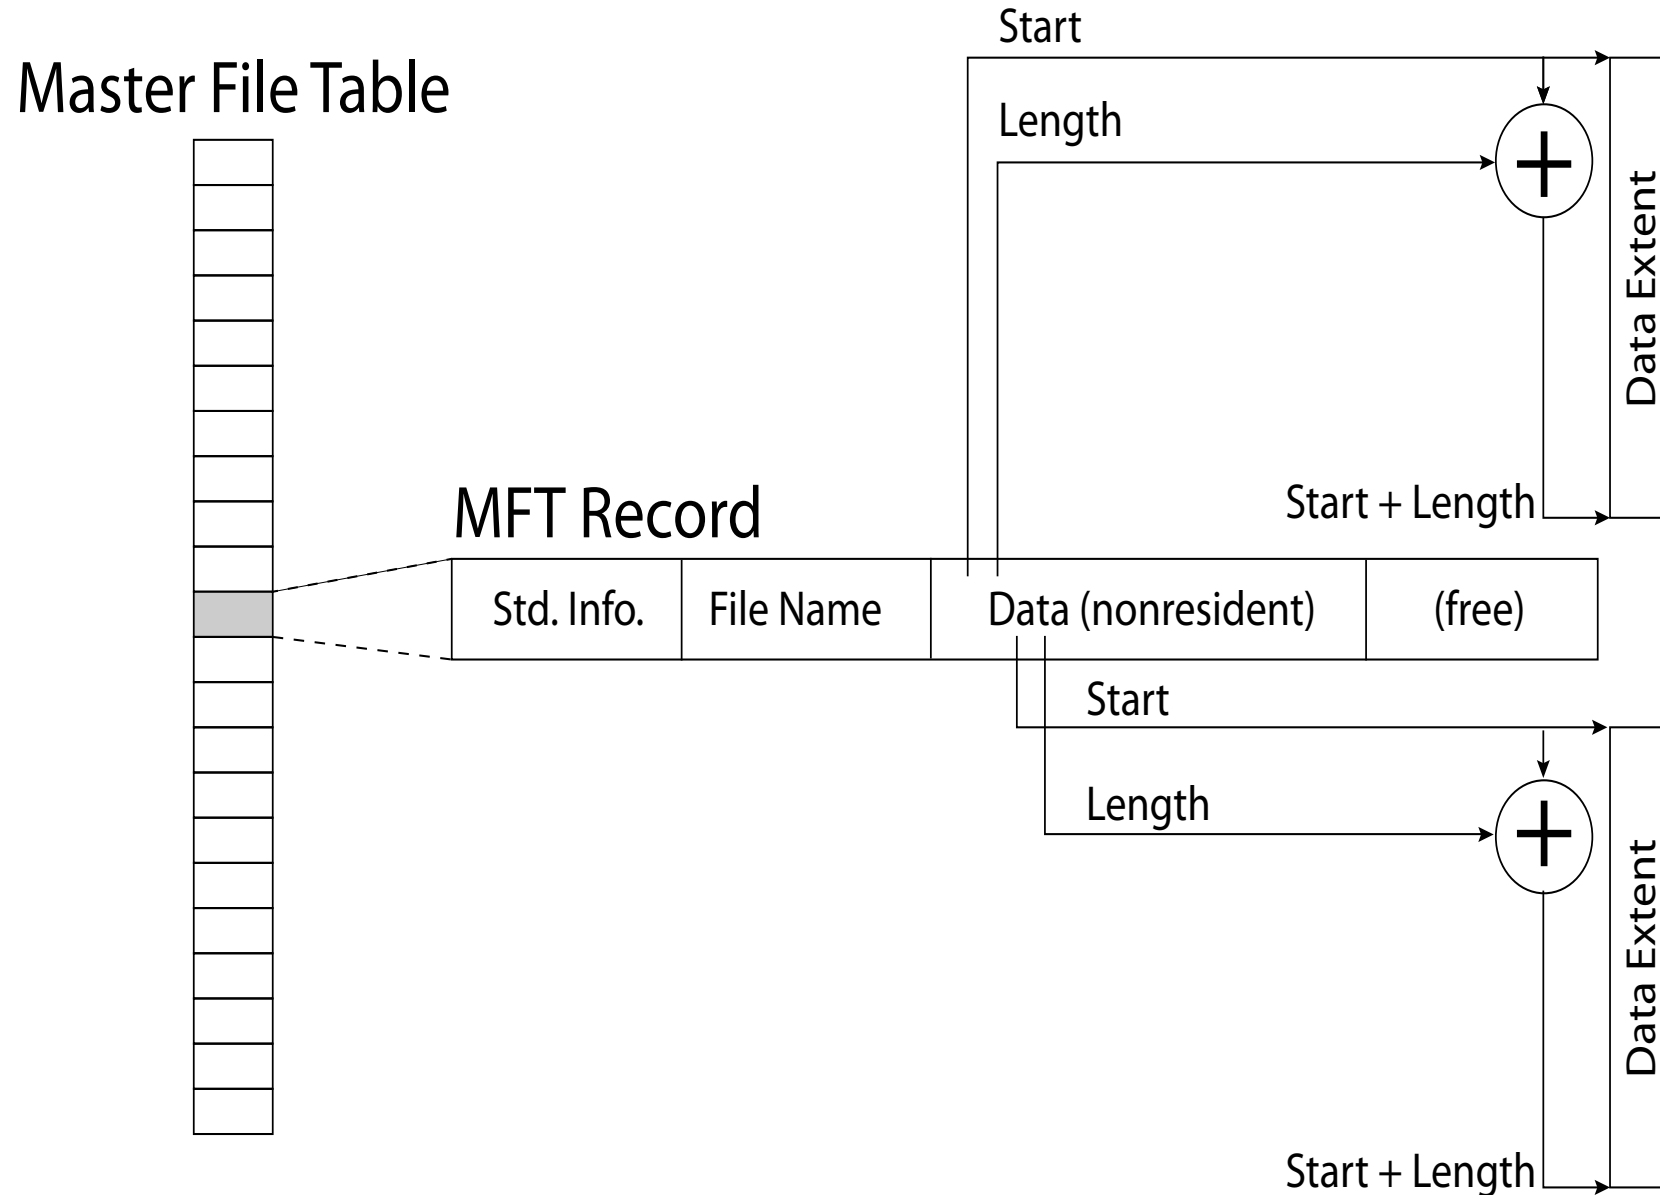 Start
Master File Table
Length
Data Extent
Start + Length
MFT Record
Std. Info.
File Name
Data (nonresident)
(free)
Start
Length
Data Extent
Start + Length